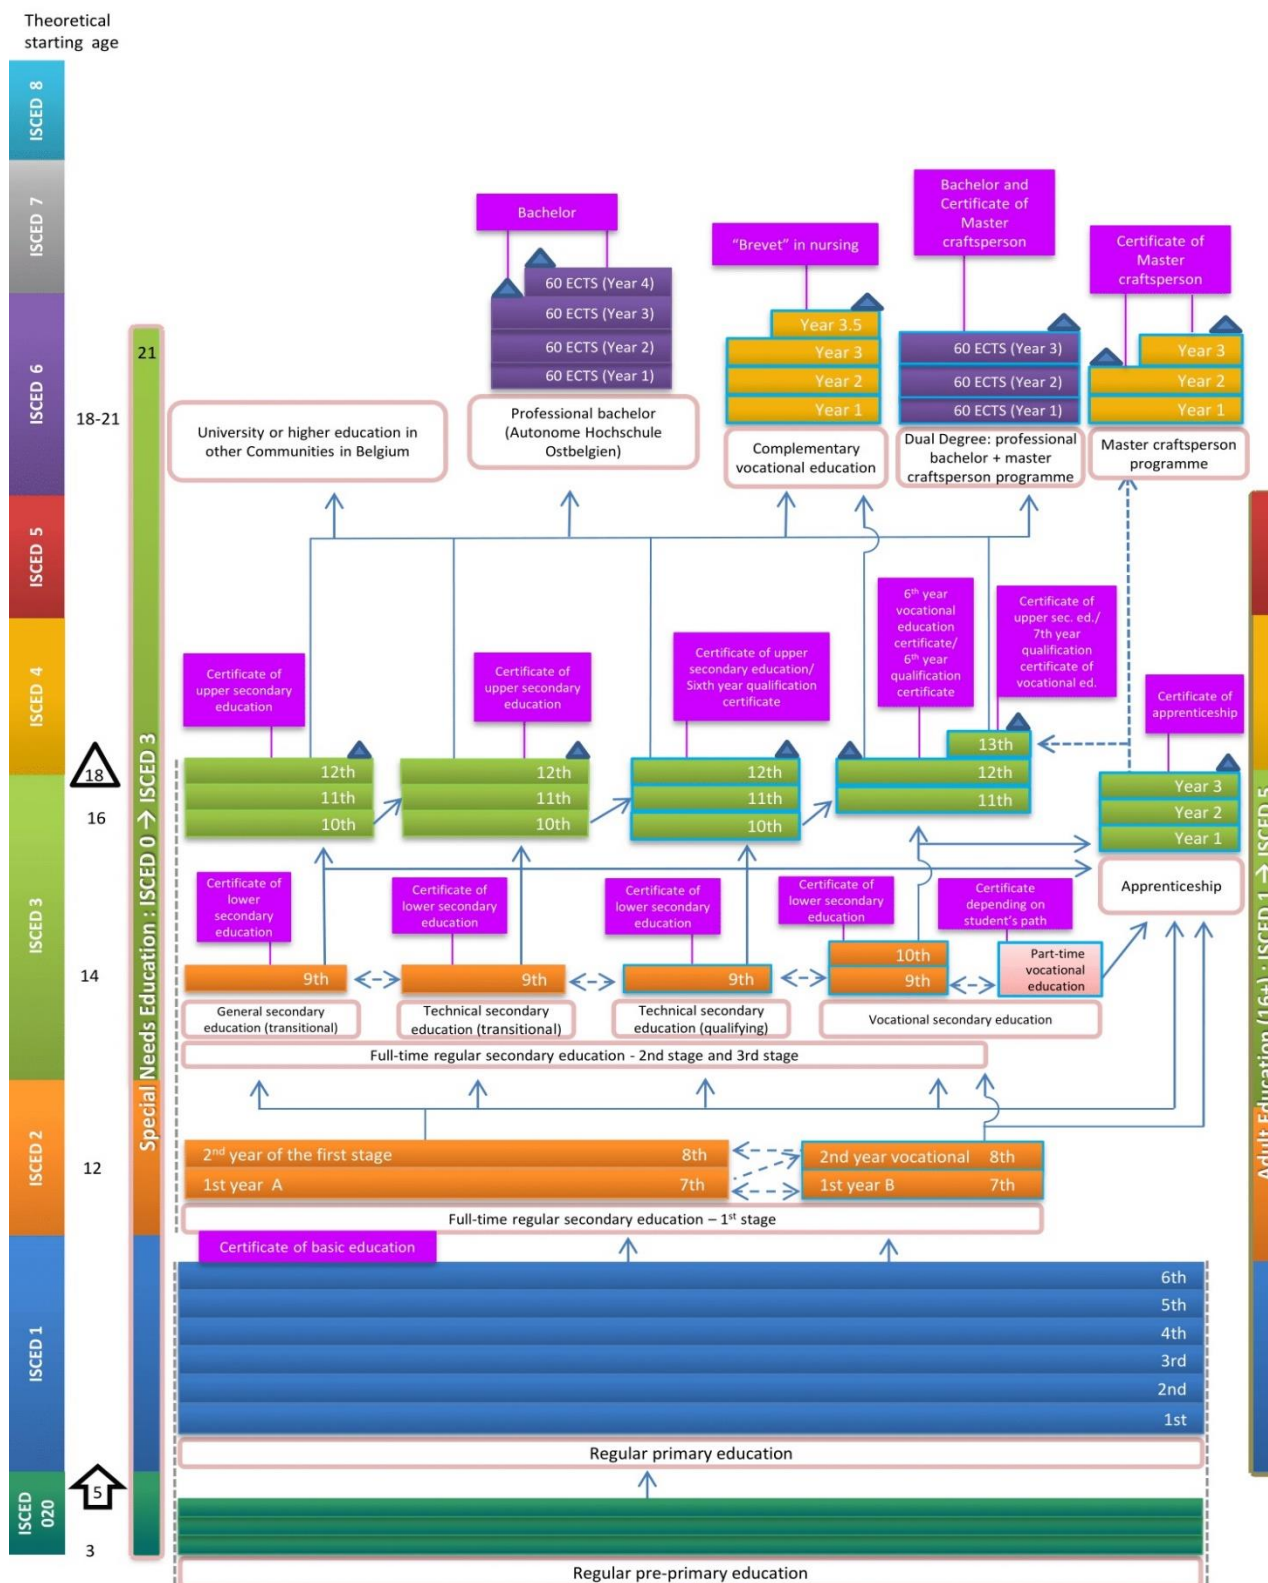 Theoretical
starting age
ISCED 8
ISCED 7
ISCED 6
ISCED 5
ISCED 4
ISCED 3
ISCED 2
ISCED 1
ISCED
020
18-21
18
16
14
12
5
3
21
Special Needs Education : ISCED 0 → ISCED 3
Adult Education (16+) : ISCED 1 → ISCED 5
Bachelor
60 ECTS (Year 4)
60 ECTS (Year 3)
60 ECTS (Year 2)
60 ECTS (Year 1)
"Brevet" in nursing
Year 3.5
Year 3
Year 2
Year 1
Bachelor and
Certificate of
Master
craftsperson
60 ECTS (Year 3)
60 ECTS (Year 2)
60 ECTS (Year 1)
Certificate of
Master
craftsperson
Year 3
Year 2
Year 1
University or higher education in
other Communities in Belgium
Professional bachelor
(Autonome Hochschule
Ostbelgien)
Complementary
vocational education
Dual Degree: professional
bachelor + master
craftsperson programme
Master craftsperson
programme
Certificate of
upper secondary
education
12th
11th
10th
Certificate of
upper secondary
education
12th
11th
10th
Certificate of upper
secondary education/
Sixth year qualification
certificate
12th
11th
10th
6th year
vocational
education
certificate/
6th year
qualification
certificate
Certificate of
upper sec. ed./
7th year
qualification
certificate of
vocational ed.
13th
12th
11th
Certificate of
apprenticeship
Year 3
Year 2
Year 1
Apprenticeship
Certificate of
lower
secondary
education
9th
Certificate of
lower secondary
education
9th
Certificate of
lower secondary
education
9th
Certificate of
lower secondary
education
10th
9th
Certificate
depending on
student's path
Part-time
vocational
education
General secondary
education (transitional)
Technical secondary
education (transitional)
Technical secondary
education (qualifying)
Vocational secondary education
Full-time regular secondary education - 2nd stage and 3rd stage
2nd year of the first stage 8th
1st year A 7th
2nd year vocational 8th
1st year B 7th
Full-time regular secondary education – 1st stage
Certificate of basic education
6th
5th
4th
3rd
2nd
1st
Regular primary education
Regular pre-primary education